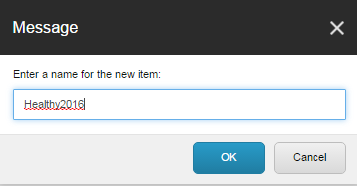 Message
Enter a name for the new item:
Healthy2016
OK Cancel